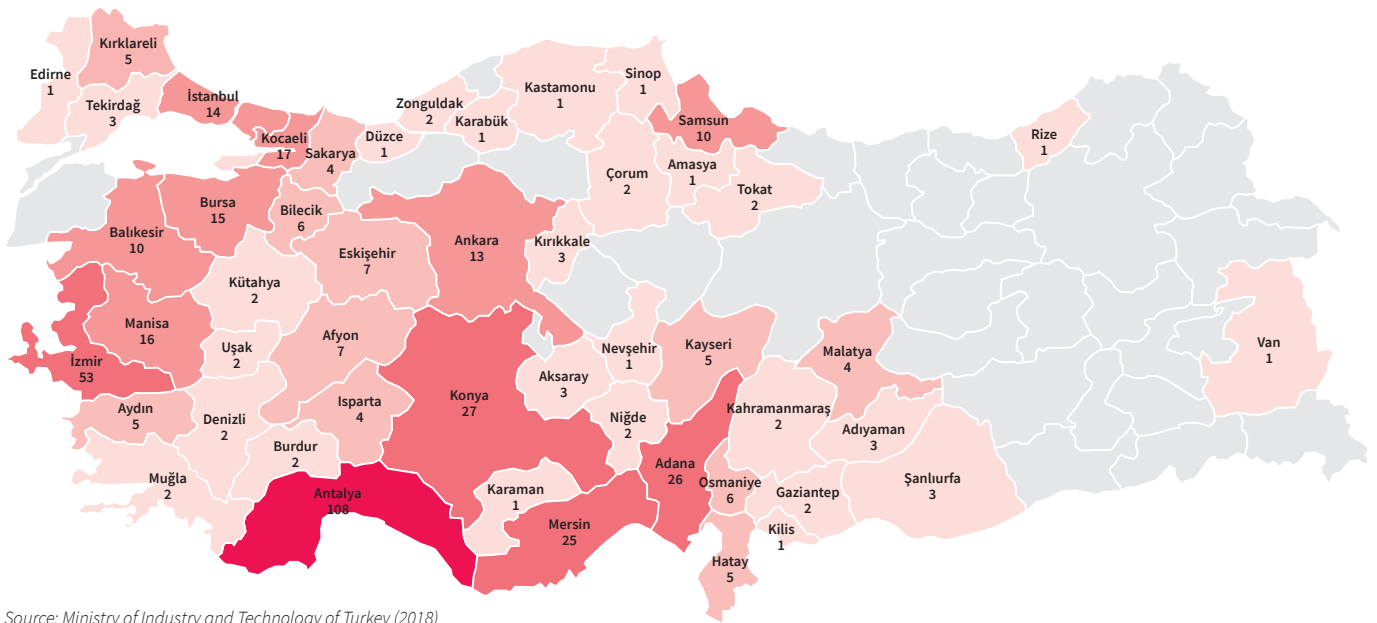 Kırklareli
5
Edirne
1
Tekirdağ
3
İstanbul
14
Kocaeli
17
Sakarya
4
Düzce
1
Zonguldak
2
Karabük
1
Kastamonu
1
Sinop
1
Samsun
10
Çorum
2
Amasya
1
Tokat
2
Rize
1
Bursa
15
Bilecik
6
Balıkesir
10
Eskişehir
7
Ankara
13
Kırıkkale
3
Kütahya
2
Manisa
16
Uşak
2
Afyon
7
İzmir
53
Nevşehir
1
Kayseri
5
Malatya
4
Van
1
Aksaray
3
Konya
27
Isparta
4
Aydın
5
Denizli
2
Niğde
2
Kahramanmaraş
2
Adıyaman
3
Burdur
2
Muğla
2
Antalya
108
Karaman
1
Mersin
25
Adana
26
Osmaniye
6
Gaziantep
2
Şanlıurfa
3
Kilis
1
Hatay
5
Source: Ministry of Industry and Technology of Turkey (2018)